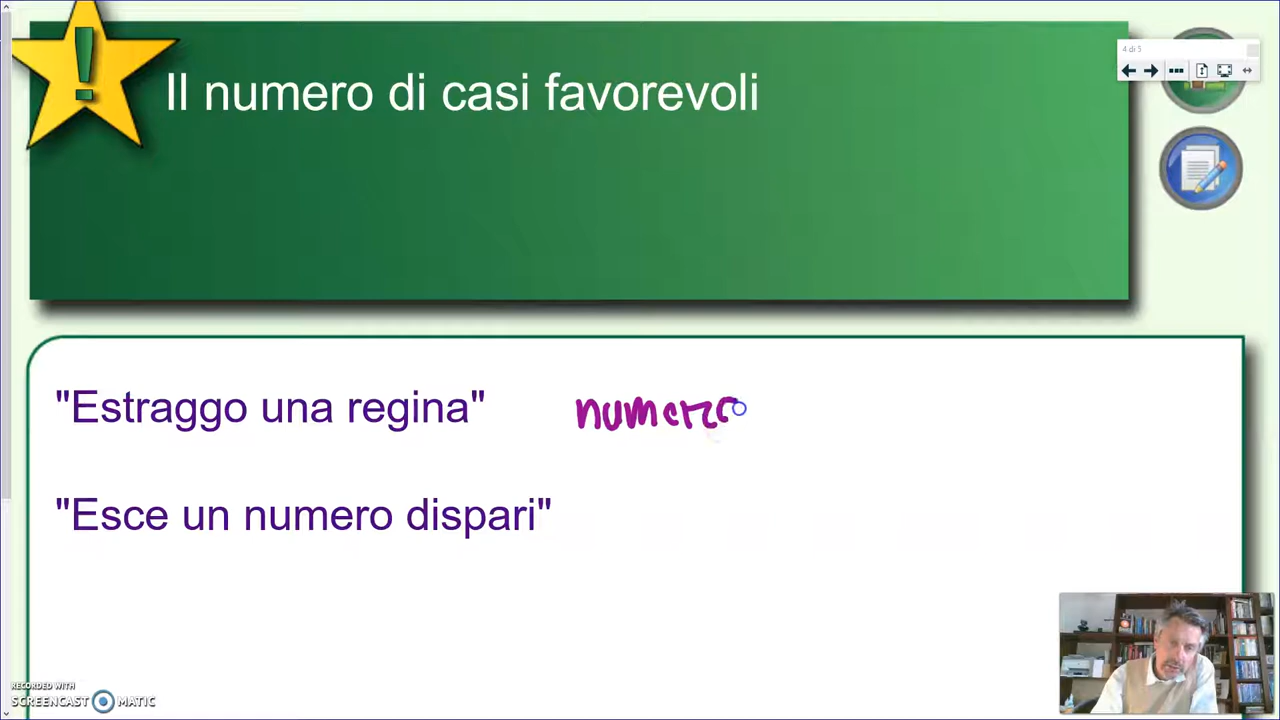 4 di 5
Il numero di casi favorevoli
"Estraggo una regina" numero
"Esce un numero dispari"
RECORDED WITH
SCREENCAST MATIC